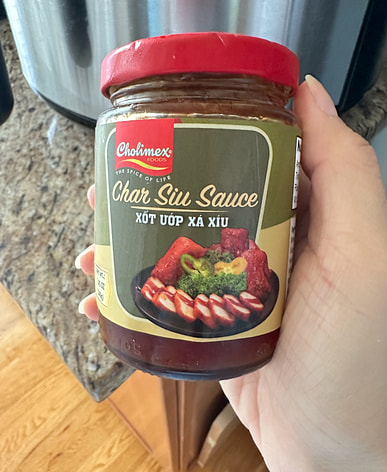 Cholimex
FOODS
THE SPICE OF LIFE
Char Siu Sauce
XỐT ƯỚP XÁ XÍU